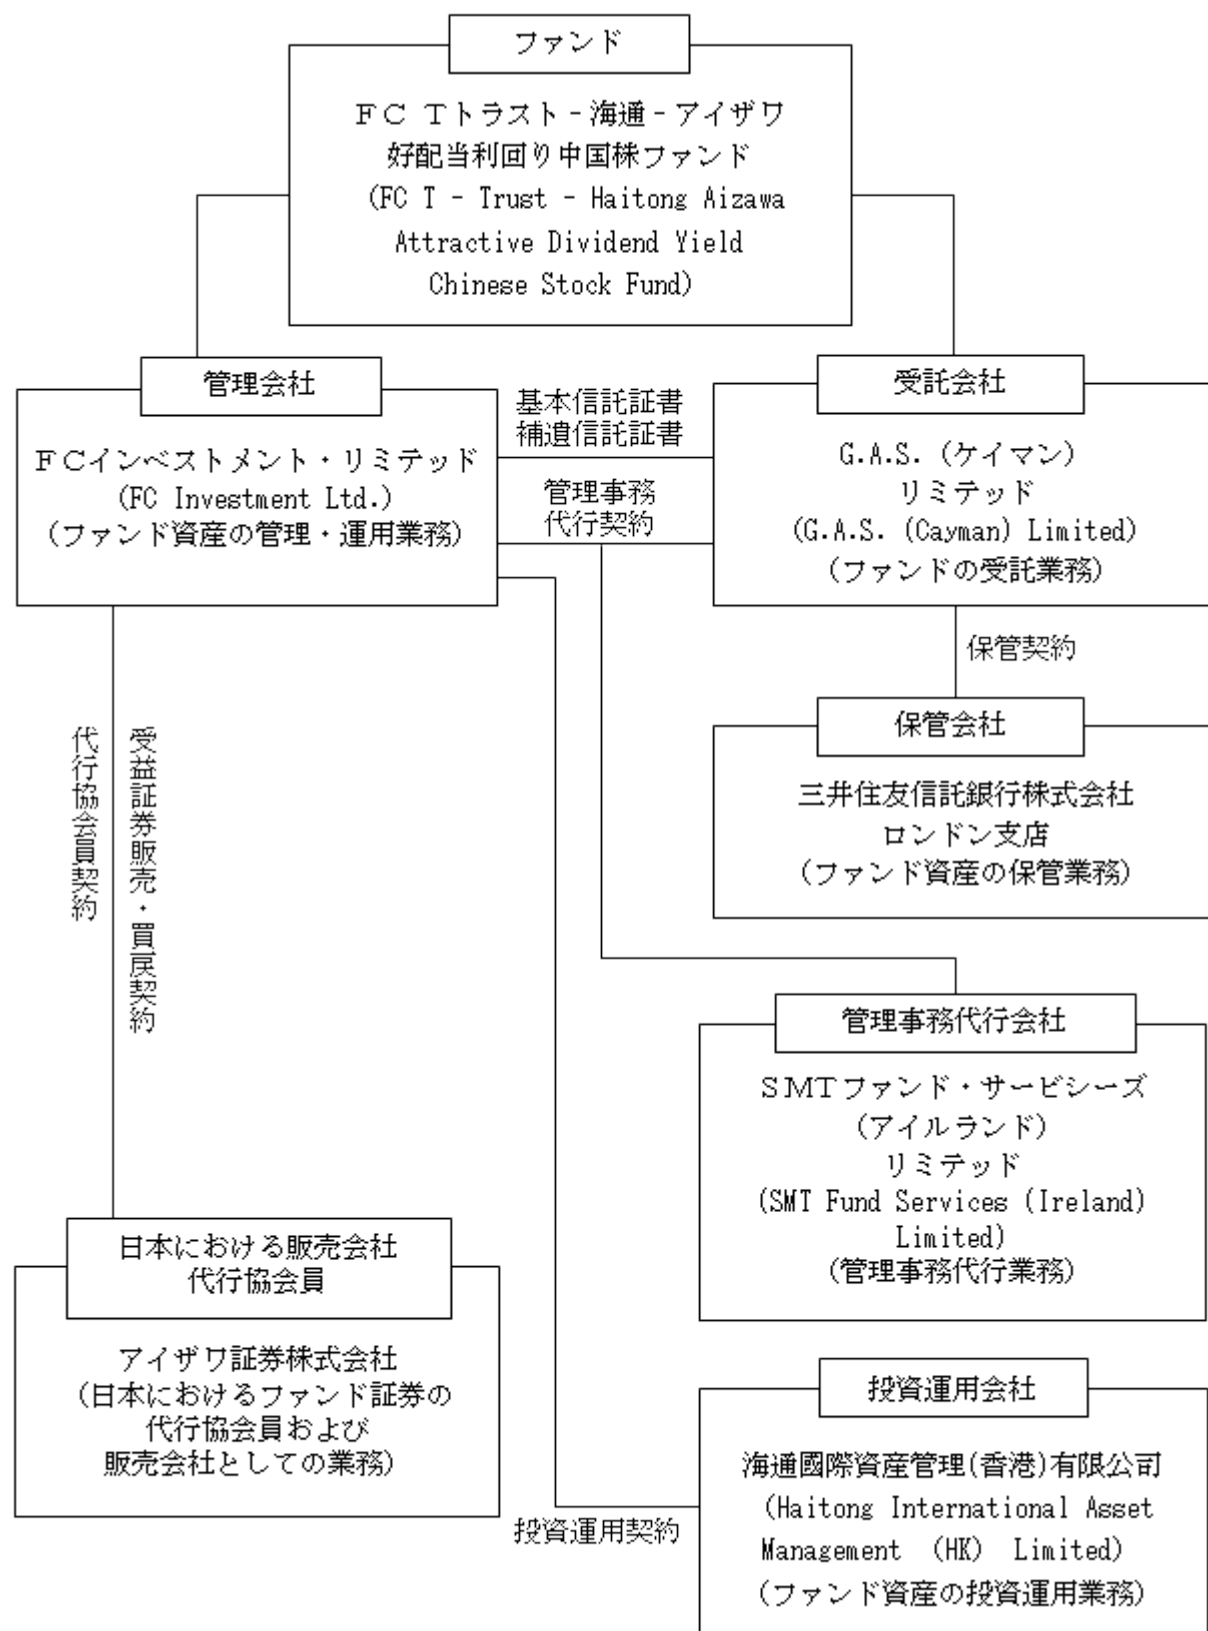 ファンド
ＦＣ Ｔトラスト‐海通‐アイザワ
好配当利回り中国株ファンド
(FC T - Trust - Haitong Aizawa
Attractive Dividend Yield
Chinese Stock Fund)
管理会社
ＦＣインベストメント・リミテッド
(FC Investment Ltd.)
(ファンド資産の管理・運用業務)
基本信託証書
補遺信託証書
管理事務
代行契約
受託会社
G.A.S. (ケイマン)
リミテッド
(G.A.S. (Cayman) Limited)
(ファンドの受託業務)
保管契約
保管会社
三井住友信託銀行株式会社
ロンドン支店
(ファンド資産の保管業務)
代行協会員契約
受益証券販売・買戻契約
管理事務代行会社
ＳＭＴファンド・サービシーズ
(アイルランド)
リミテッド
(SMT Fund Services (Ireland)
Limited)
(管理事務代行業務)
日本における販売会社
代行協会員
アイザワ証券株式会社
(日本におけるファンド証券の
代行協会員および
販売会社としての業務)
投資運用契約
投資運用会社
海通國際資産管理(香港)有限公司
(Haitong International Asset
Management (HK) Limited)
(ファンド資産の投資運用業務)